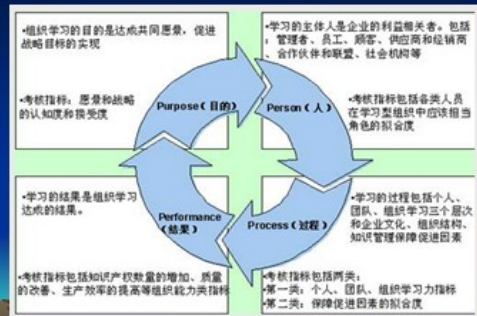 •组织学习的目的是达成共同愿景，促进
战略目标的实现
•考核指标：愿景和战略
的认知度和接受度
Purpose（目的）
•学习的主体人是企业的利益相关者。包括
：管理者、员工、顾客、供应商和经销商
、合作伙伴和联盟、社会机构等
Person（人）
•考核指标包括各类人员
在学习型组织中应该担当
角色的拟合度
•学习的结果是组织学习
达成的结果。
Performance
（结果）
•考核指标包括知识产权数量的增加、质量
的改善、生产效率的提高等组织能力类指标
•学习的过程包括个人、
团队、组织学习三个层次
和企业文化、组织结构、
知识管理保障促进因素
Process（过程）
•考核指标包括两类：
•第一类：个人、团队、组织学习力指标
•第二类：保障促进因素的拟合度